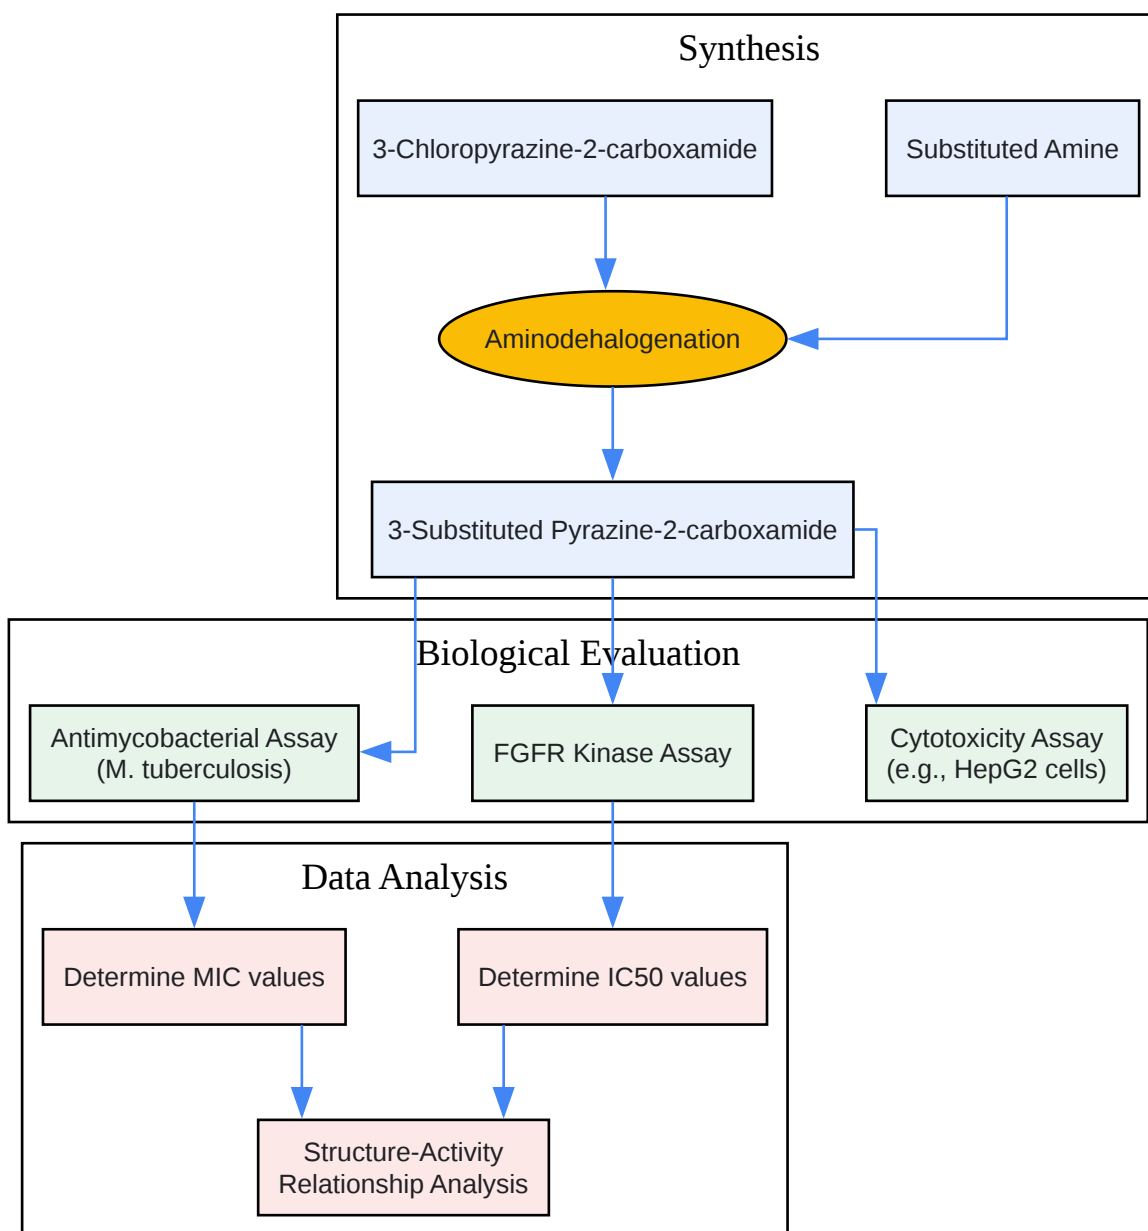 Synthesis
3-Chloropyrazine-2-carboxamide
Substituted Amine
Aminodehalogenation
3-Substituted Pyrazine-2-carboxamide
Biological Evaluation
Antimycobacterial Assay
(M. tuberculosis)
FGFR Kinase Assay
Cytotoxicity Assay
(e.g., HepG2 cells)
Data Analysis
Determine MIC values
Determine IC50 values
Structure-Activity
Relationship Analysis